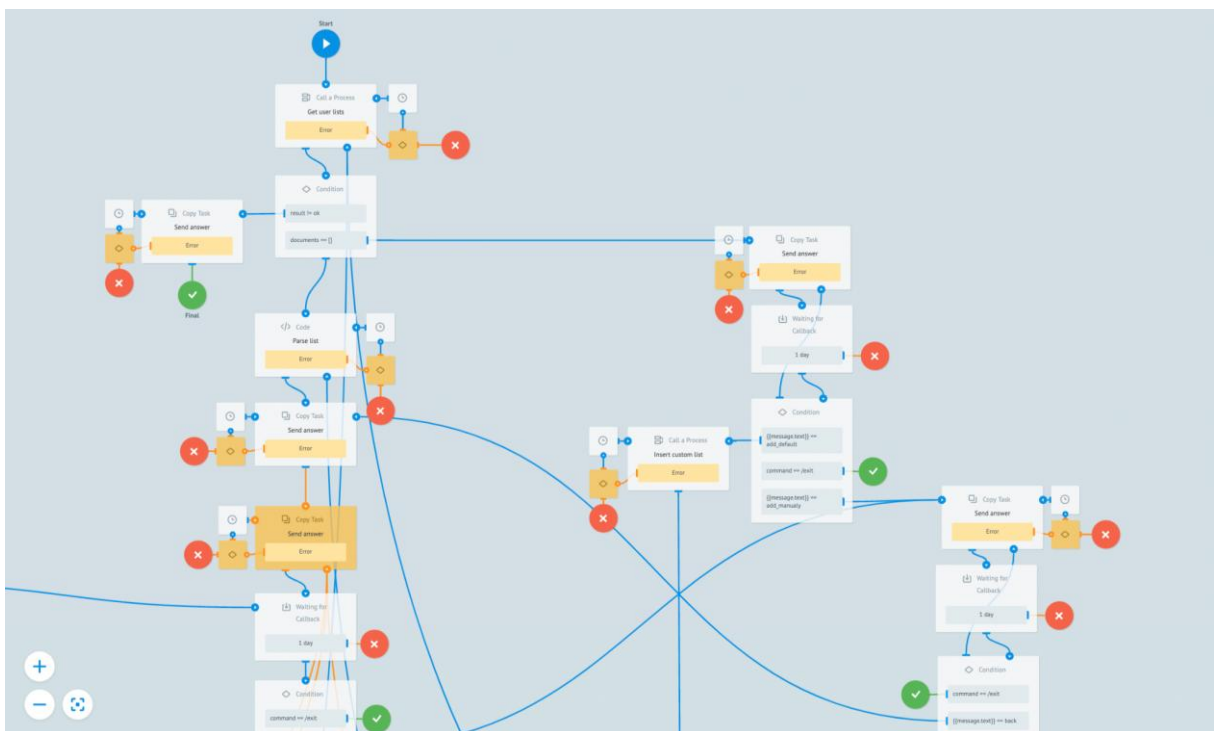 Start
Call a Process
Get user lists
Error
Condition
result != ok
documents == []
Copy Task
Send answer
Error
Final
Copy Task
Send answer
Error
Waiting for
Callback
1 day
</> Code
Parse list
Error
Copy Task
Send answer
Error
Condition
{{message.text}} ==
add_default
command == /exit
{{message.text}} ==
add_manually
Call a Process
Insert custom list
Error
Copy Task
Send answer
Error
Copy Task
Send answer
Error
Waiting for
Callback
1 day
Waiting for
Callback
1 day
Condition
command == /exit
Condition
command == /exit
{{message.text}} == back